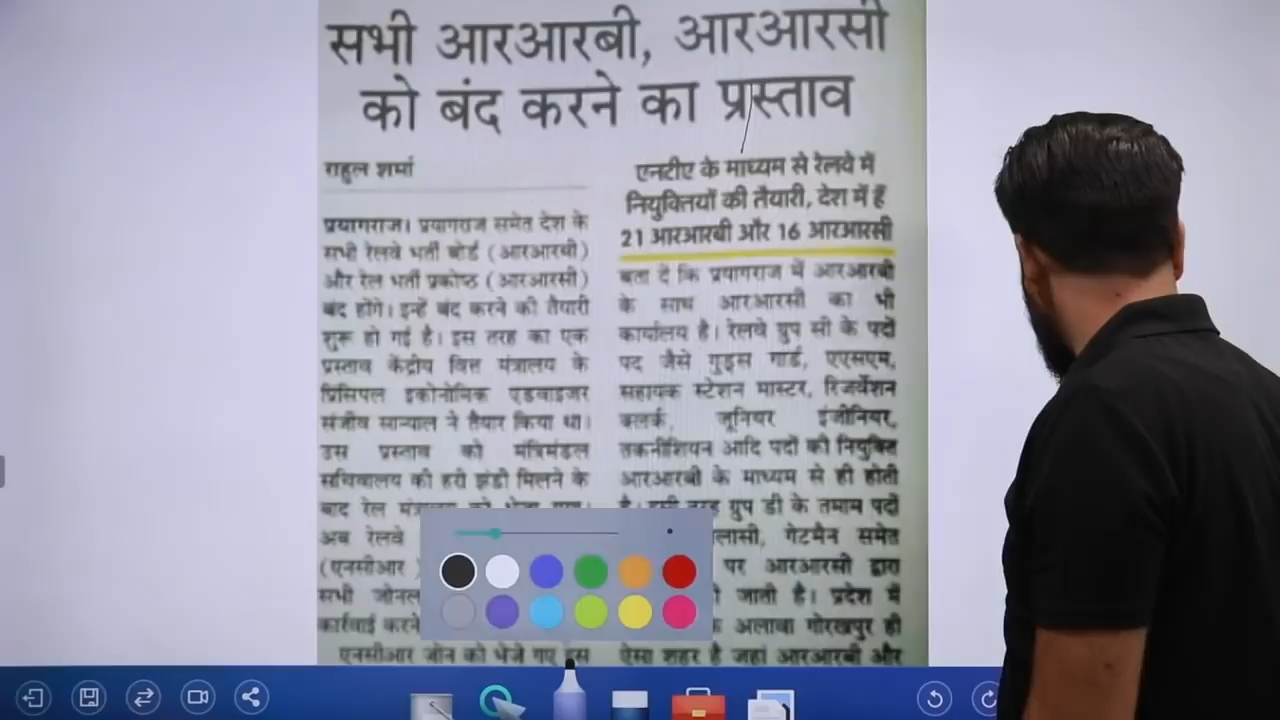 सभी आरआरबी, आरआरसी
को बंद करने का प्रस्ताव
राहुल शर्मा
प्रयागराज। प्रयागराज समेत देश के
सभी रेलवे भर्ती बोर्ड (आरआरबी)
और रेल भर्ती प्रकोष्ठ (आरआरसी)
बंद होंगे। इन्हें बंद करने की तैयारी
शुरू हो गई है। इस तरह का एक
प्रस्ताव केंद्रीय वित्त मंत्रालय के
प्रिंसिपल इकोनोमिक एडवाइजर
संजीव सान्याल ने तैयार किया था।
उस प्रस्ताव को मंत्रिमंडल
सचिवालय की हरी झंडी मिलने के
बाद रेल
अब रेलवे
(एनसीआर
सभी जोनल
कार्रवाई करने
एनसीआर जोन को भेजे गए इस
एनटीए के माध्यम से रेलवे में
नियुक्तियों की तैयारी, देश में हैं
21 आरआरबी और 16 आरआरसी
बता दें कि प्रयागराज में आरआरबी
के साथ आरआरसी का भी
कार्यालय है। रेलवे ग्रुप सी के पदों
पद जैसे गुड्स गार्ड, एएसएम,
सहायक स्टेशन मास्टर, रिजर्वेशन
क्लर्क, जूनियर इंजीनियर,
तकनीशियन आदि पदों की नियुक्ति
आरआरबी के माध्यम से ही होती
है। इसी तरह ग्रुप डी के तमाम पदों
गेटमैन समेत
पर आरआरसी द्वारा
जाती है। प्रदेश में
अलावा गोरखपुर ही
ऐसा शहर है जहां आरआरबी और